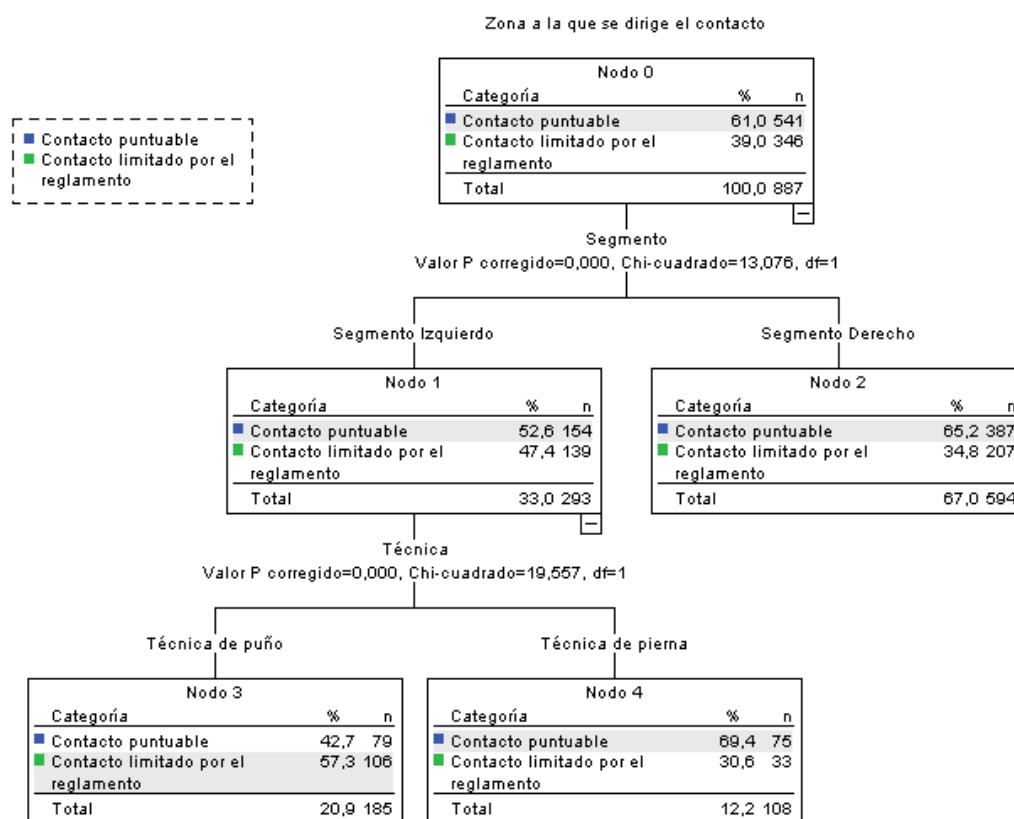 Zona a la que se dirige el contacto
Contacto puntuable
Contacto limitado por el
reglamento
Nodo 0
Categoría % n
Contacto puntuable 61,0 541
Contacto limitado por el 39,0 346
reglamento
Total 100,0 887
Segmento
Valor P corregido=0,000, Chi-cuadrado=13,076, df=1
Segmento Izquierdo
Segmento Derecho
Nodo 1
Categoría % n
Contacto puntuable 52,6 154
Contacto limitado por el 47,4 139
reglamento
Total 33,0 293
Nodo 2
Categoría % n
Contacto puntuable 65,2 387
Contacto limitado por el 34,8 207
reglamento
Total 67,0 594
Técnica
Valor P corregido=0,000, Chi-cuadrado=19,557, df=1
Técnica de puño
Técnica de pierna
Nodo 3
Categoría % n
Contacto puntuable 42,7 79
Contacto limitado por el 57,3 106
reglamento
Total 20,9 185
Nodo 4
Categoría % n
Contacto puntuable 69,4 75
Contacto limitado por el 30,6 33
reglamento
Total 12,2 108